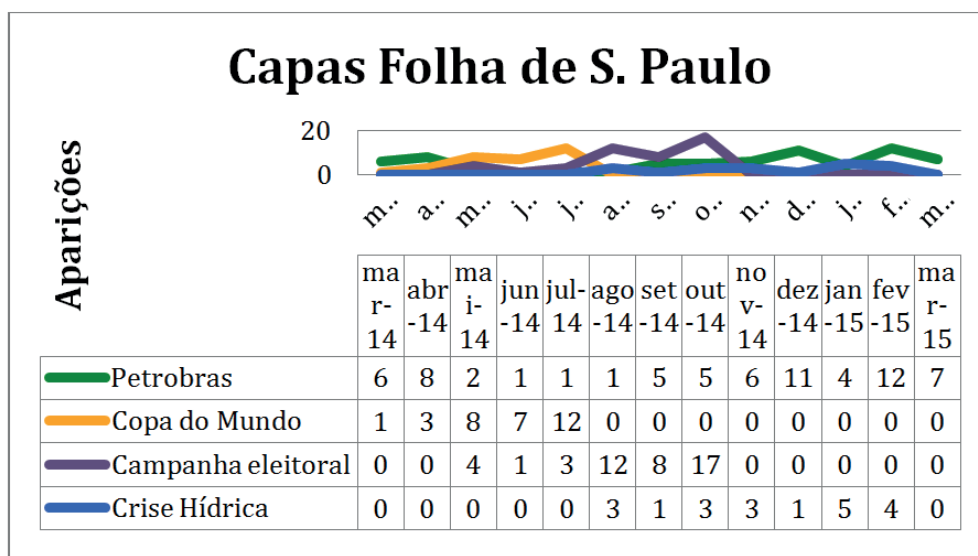 Capas Folha de S. Paulo
Aparições
20
0
m.. a.. m.. j.. j.. a.. s.. o.. n.. d.. j.. f.. m..
mar-14 abr-14 mai-14 jun-14 jul-14 ago-14 set-14 out-14 nov-14 dez-14 jan-15 fev-15 mar-15
Petrobras 6 8 2 1 1 1 5 5 6 11 4 12 7
Copa do Mundo 1 3 8 7 12 0 0 0 0 0 0 0 0
Campanha eleitoral 0 0 4 1 3 12 8 17 0 0 0 0 0
Crise Hídrica 0 0 0 0 0 3 1 3 3 1 5 4 0